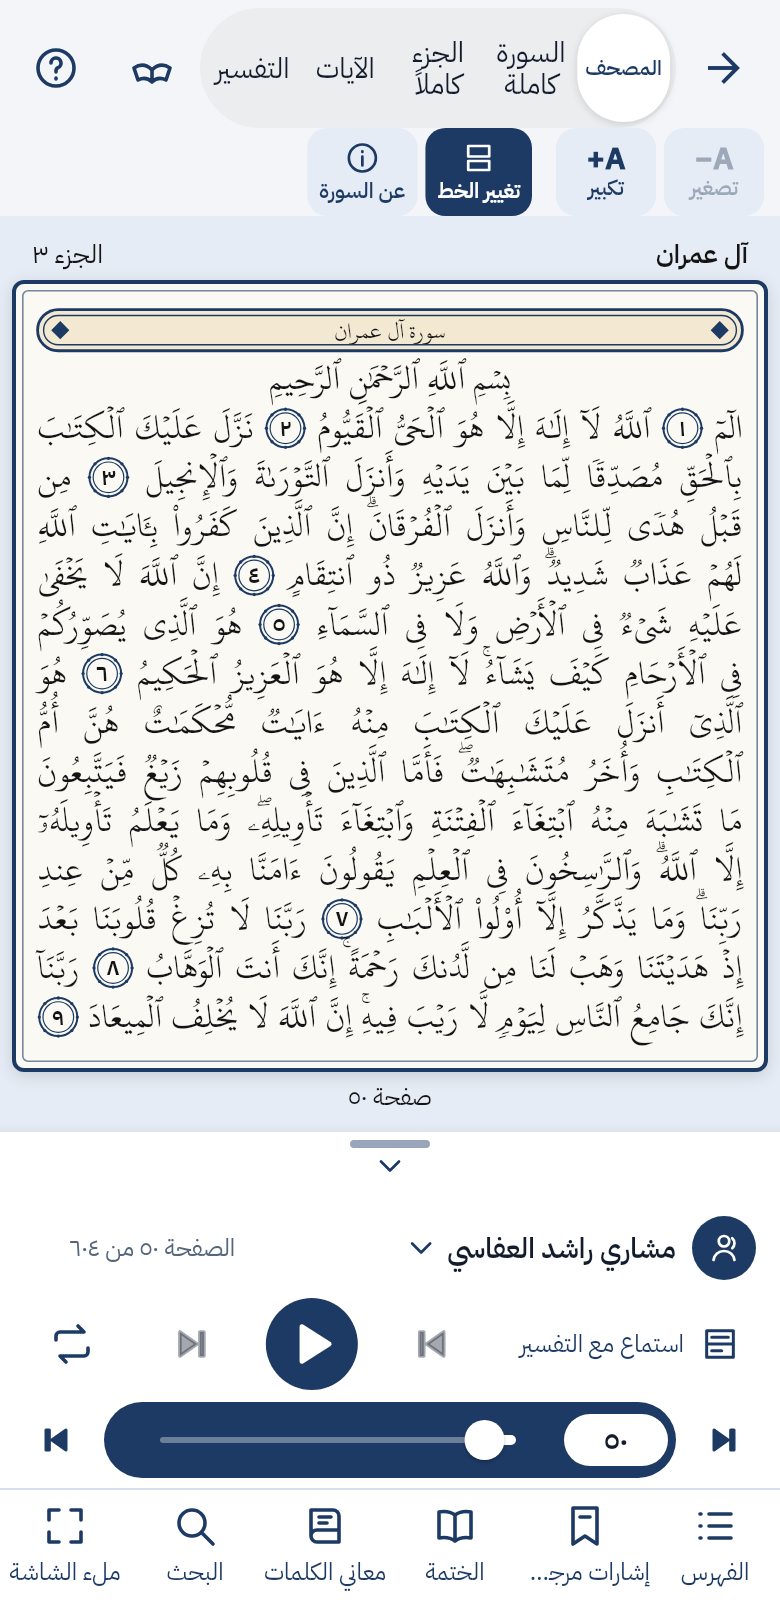 المصحف
السورة كاملة
الجزء كاملاً
الآيات
التفسير
A−
تصغير
A+
تكبير
تغيير الخط
عن السورة
آل عمران
الجزء ٣
سورة آل عمران
بِسْمِ ٱللَّهِ ٱلرَّحْمَٰنِ ٱلرَّحِيمِ
الٓمٓ ١ ٱللَّهُ لَآ إِلَٰهَ إِلَّا هُوَ ٱلْحَىُّ ٱلْقَيُّومُ ٢ نَزَّلَ عَلَيْكَ ٱلْكِتَٰبَ
بِٱلْحَقِّ مُصَدِّقًا لِّمَا بَيْنَ يَدَيْهِ وَأَنزَلَ ٱلتَّوْرَىٰةَ وَٱلْإِنجِيلَ ٣ مِن
قَبْلُ هُدًى لِّلنَّاسِ وَأَنزَلَ ٱلْفُرْقَانَ ۗ إِنَّ ٱلَّذِينَ كَفَرُوا۟ بِـَٔايَٰتِ ٱللَّهِ
لَهُمْ عَذَابٌ شَدِيدٌ ۗ وَٱللَّهُ عَزِيزٌ ذُو ٱنتِقَامٍ ٤ إِنَّ ٱللَّهَ لَا يَخْفَىٰ
عَلَيْهِ شَىْءٌ فِى ٱلْأَرْضِ وَلَا فِى ٱلسَّمَآءِ ٥ هُوَ ٱلَّذِى يُصَوِّرُكُمْ
فِى ٱلْأَرْحَامِ كَيْفَ يَشَآءُ ۚ لَآ إِلَٰهَ إِلَّا هُوَ ٱلْعَزِيزُ ٱلْحَكِيمُ ٦ هُوَ
ٱلَّذِىٓ أَنزَلَ عَلَيْكَ ٱلْكِتَٰبَ مِنْهُ ءَايَٰتٌ مُّحْكَمَٰتٌ هُنَّ أُمُّ
ٱلْكِتَٰبِ وَأُخَرُ مُتَشَٰبِهَٰتٌ ۖ فَأَمَّا ٱلَّذِينَ فِى قُلُوبِهِمْ زَيْغٌ فَيَتَّبِعُونَ
مَا تَشَٰبَهَ مِنْهُ ٱبْتِغَآءَ ٱلْفِتْنَةِ وَٱبْتِغَآءَ تَأْوِيلِهِۦ ۗ وَمَا يَعْلَمُ تَأْوِيلَهُۥٓ
إِلَّا ٱللَّهُ ۗ وَٱلرَّٰسِخُونَ فِى ٱلْعِلْمِ يَقُولُونَ ءَامَنَّا بِهِۦ كُلٌّ مِّنْ عِندِ
رَبِّنَا ۗ وَمَا يَذَّكَّرُ إِلَّآ أُو۟لُوا۟ ٱلْأَلْبَٰبِ ٧ رَبَّنَا لَا تُزِغْ قُلُوبَنَا بَعْدَ
إِذْ هَدَيْتَنَا وَهَبْ لَنَا مِن لَّدُنكَ رَحْمَةً ۚ إِنَّكَ أَنتَ ٱلْوَهَّابُ ٨ رَبَّنَآ
إِنَّكَ جَامِعُ ٱلنَّاسِ لِيَوْمٍ لَّا رَيْبَ فِيهِ ۚ إِنَّ ٱللَّهَ لَا يُخْلِفُ ٱلْمِيعَادَ ٩
صفحة ٥٠
مشاري راشد العفاسي
الصفحة ٥٠ من ٦٠٤
استماع مع التفسير
٥٠
الفهرس
إشارات مرجـ...
الختمة
معاني الكلمات
البحث
ملء الشاشة